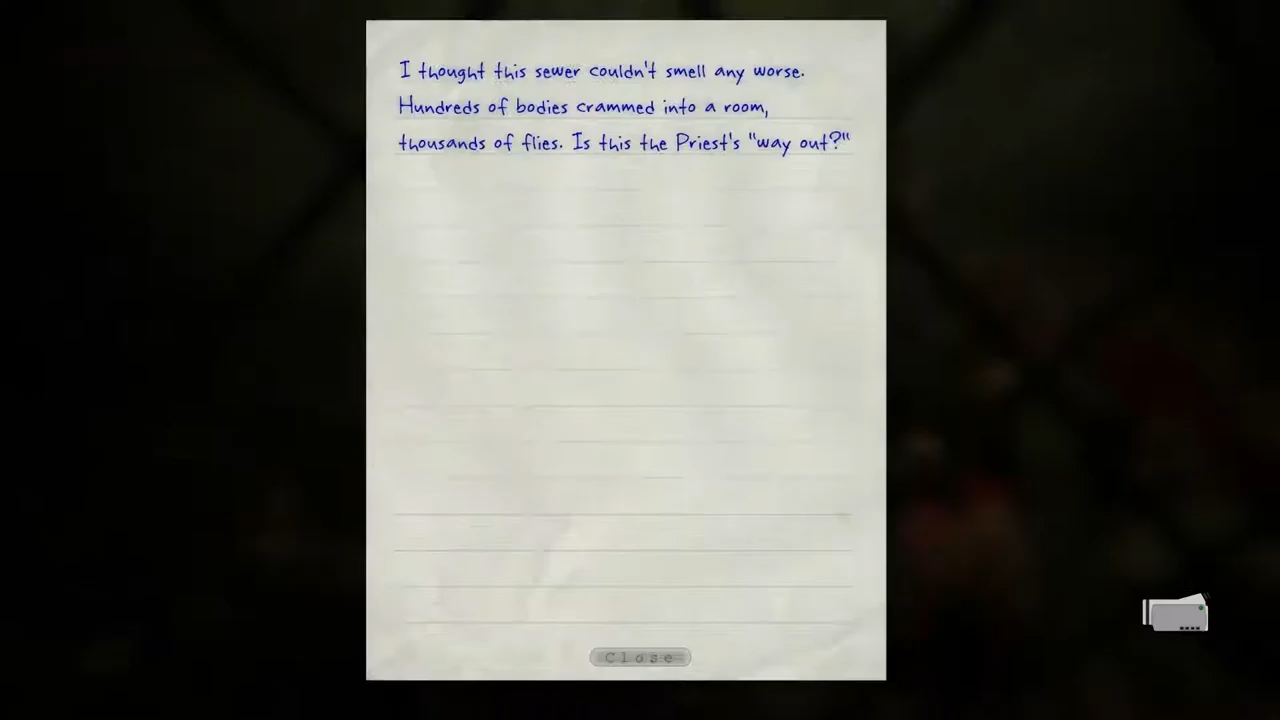 I thought this sewer couldn't smell any worse.
Hundreds of bodies crammed into a room,
thousands of flies. Is this the Priest's "way out?"
Close